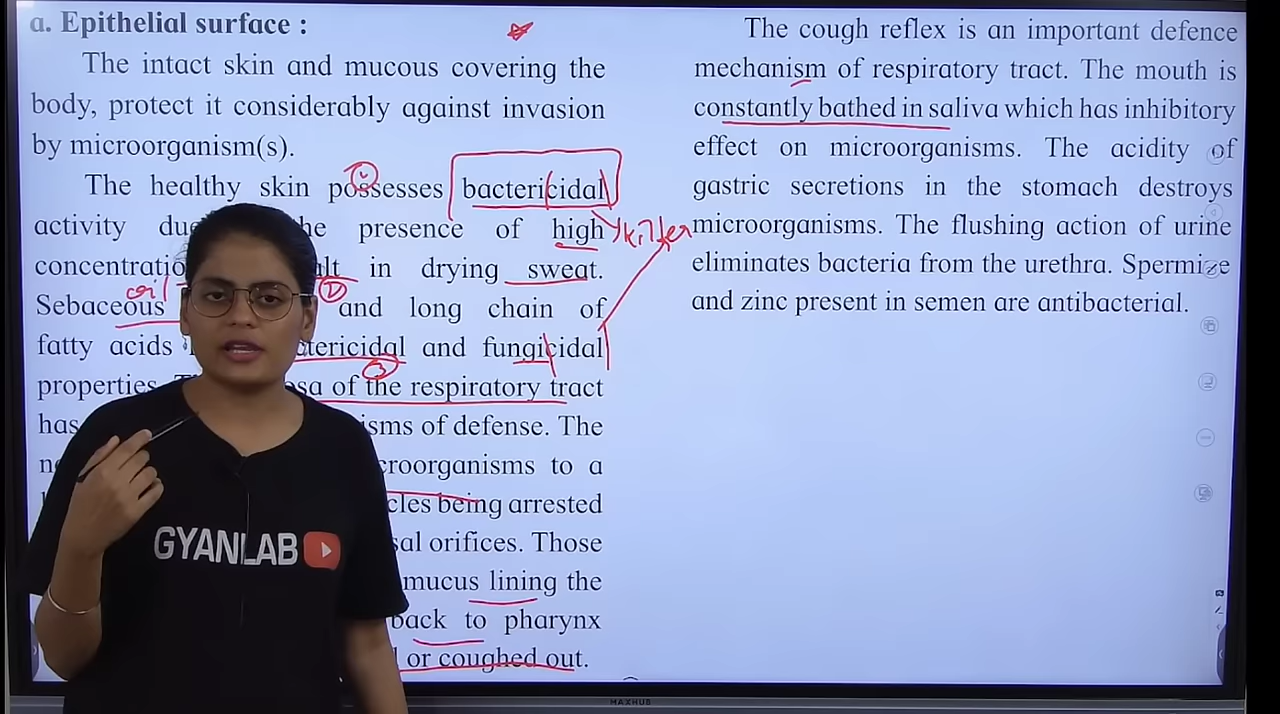 a. Epithelial surface :
The intact skin and mucous covering the
body, protect it considerably against invasion
by microorganism(s).
The healthy skin possesses bactericidal
activity due the presence of high
killer
concentratio alt in drying sweat.
oil
Sebaceous and long chain of
fatty acids tericidal and fungicidal
properties. T osa of the respiratory tract
has isms of defense. The
croorganisms to a
cles being arrested
sal orifices. Those
mucus lining the
back to pharynx
or coughed out.
The cough reflex is an important defence
mechanism of respiratory tract. The mouth is
constantly bathed in saliva which has inhibitory
effect on microorganisms. The acidity of
gastric secretions in the stomach destroys
microorganisms. The flushing action of urine
eliminates bacteria from the urethra. Spermine
and zinc present in semen are antibacterial.
GYANLAB
MAXHUB